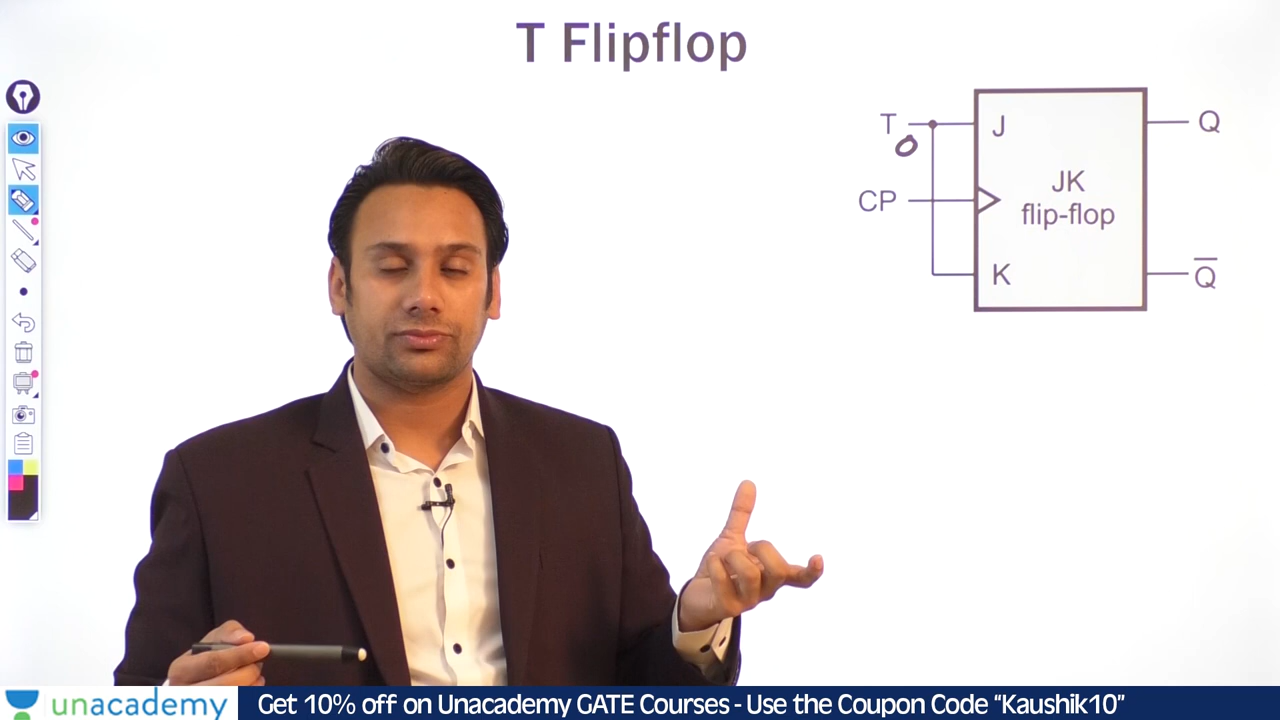 T Flipflop
T
0
J
Q
CP
JK
flip-flop
K
Q̅
unacademy
Get 10% off on Unacademy GATE Courses - Use the Coupon Code “Kaushik10”